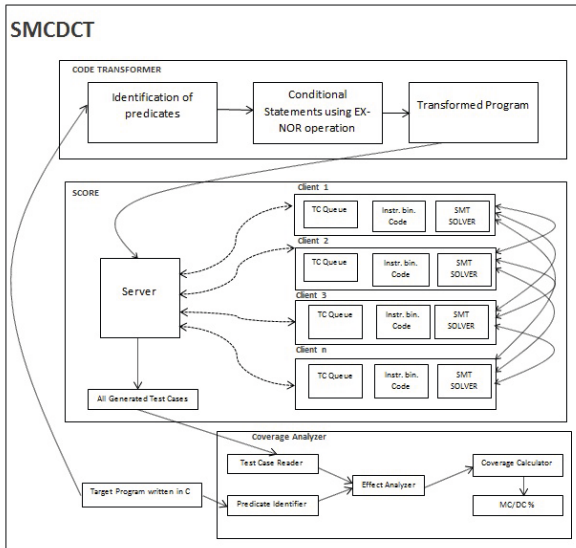 SMCDCT
CODE TRANSFORMER
Identification of
predicates
Conditional
Statements using EX-
NOR operation
Transformed Program
SCORE
Client 1
TC Queue
Instr. bin.
Code
SMT
SOLVER
Client 2
TC Queue
Instr. bin.
Code
SMT
SOLVER
Server
Client 3
TC Queue
Instr. bin.
Code
SMT
SOLVER
Client n
TC Queue
Instr. bin.
Code
SMT
SOLVER
All Generated Test Cases
Coverage Analyzer
Test Case Reader
Coverage Calculator
Effect Analyzer
Target Program written in C
Predicate Identifier
MC/DC %